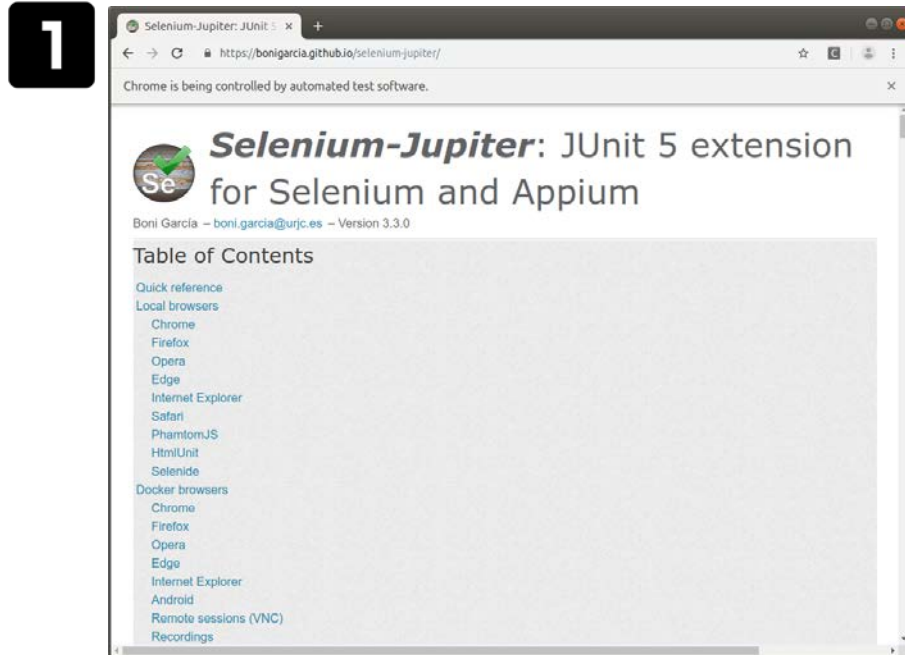 1
Selenium-Jupiter: JUnit 5
https://bonigarcia.github.io/selenium-jupiter/
Chrome is being controlled by automated test software.
Se
Selenium-Jupiter: JUnit 5 extension
for Selenium and Appium
Boni García – boni.garcia@urjc.es – Version 3.3.0
Table of Contents
Quick reference
Local browsers
Chrome
Firefox
Opera
Edge
Internet Explorer
Safari
PhamtomJS
HtmlUnit
Selenide
Docker browsers
Chrome
Firefox
Opera
Edge
Internet Explorer
Android
Remote sessions (VNC)
Recordings